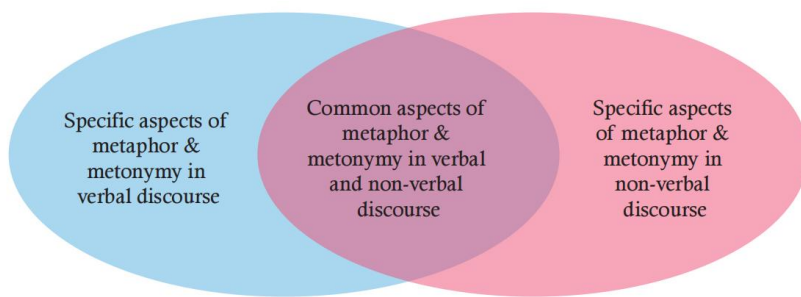 Specific aspects of
metaphor &
metonymy in
verbal discourse
Common aspects of
metaphor &
metonymy in verbal
and non-verbal
discourse
Specific aspects
of metaphor &
metonymy in
non-verbal
discourse